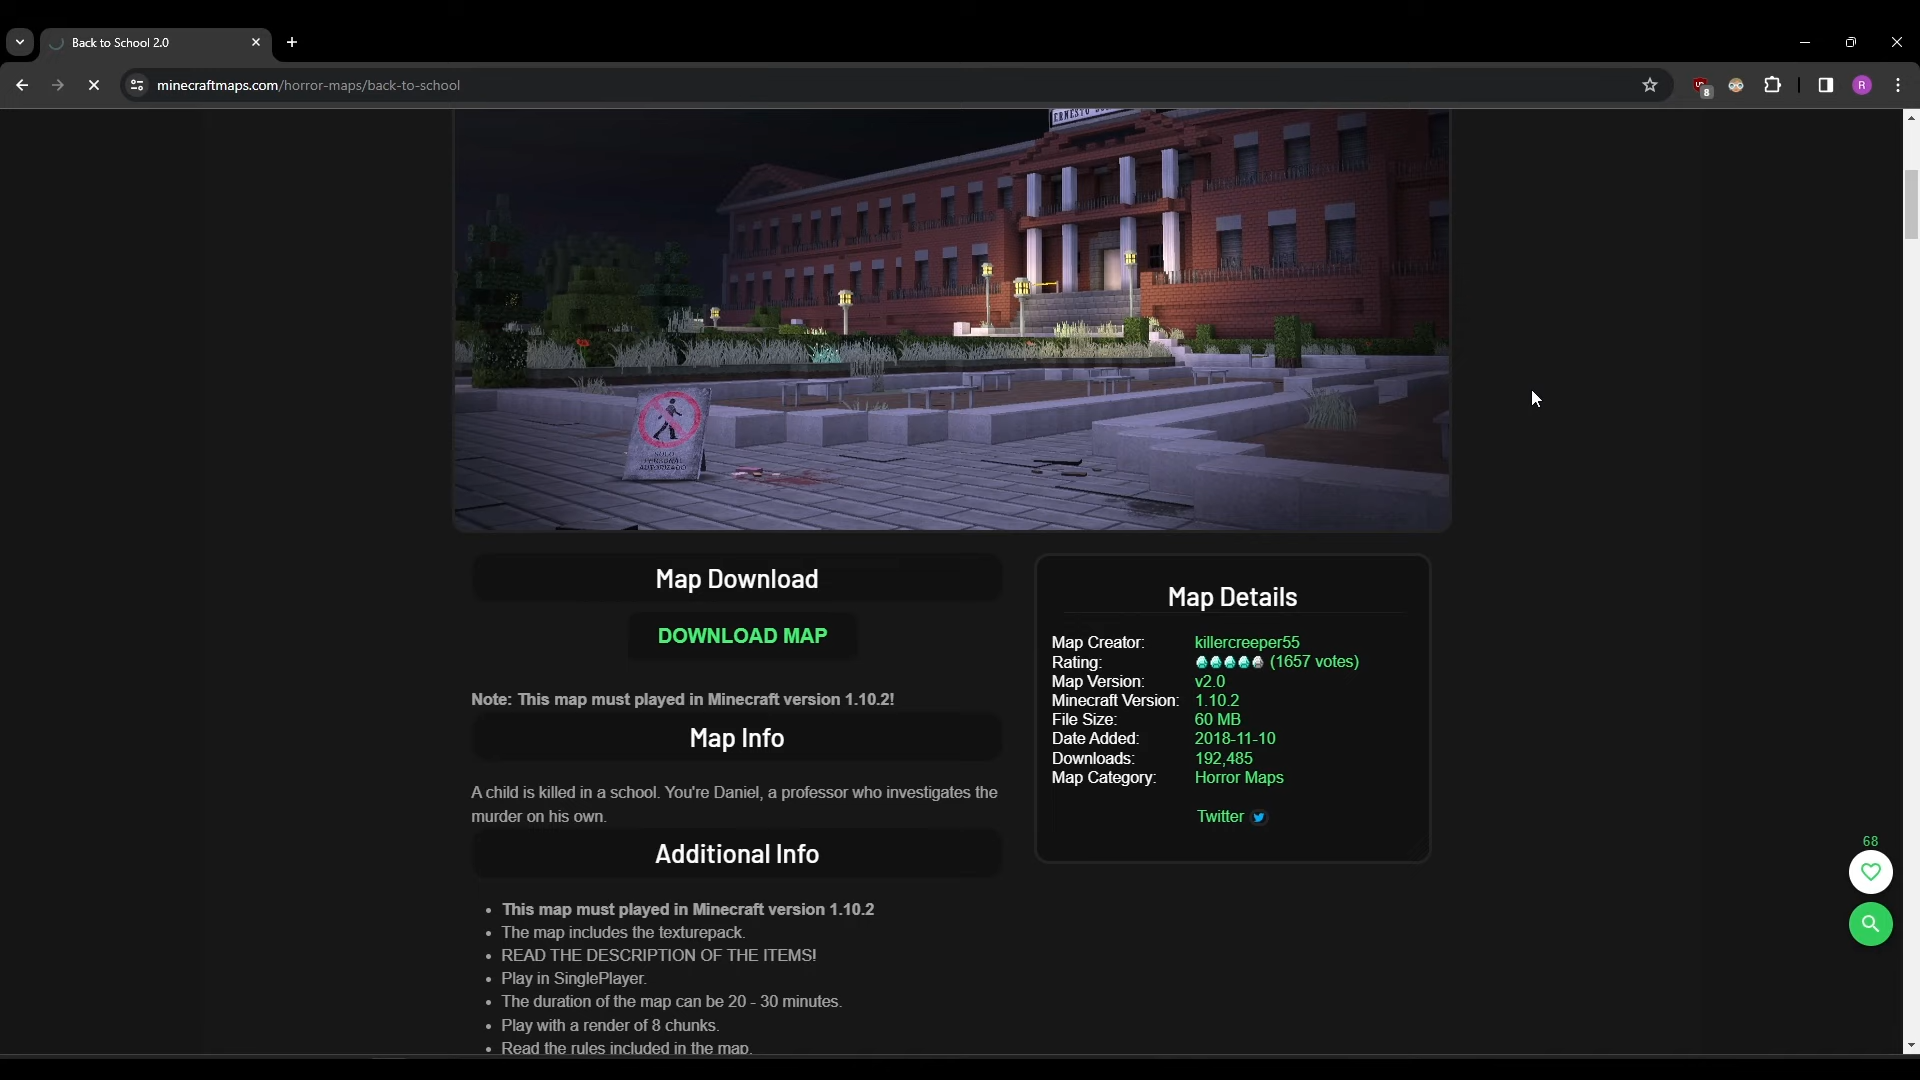 Back to School 2.0
minecraftmaps.com/horror-maps/back-to-school
8
R
SOLO
PERSONAL
AUTORIZADO
Map Download
DOWNLOAD MAP
Note: This map must played in Minecraft version 1.10.2!
Map Info
A child is killed in a school. You're Daniel, a professor who investigates the
murder on his own.
Additional Info
• This map must played in Minecraft version 1.10.2
• The map includes the texturepack.
• READ THE DESCRIPTION OF THE ITEMS!
• Play in SinglePlayer.
• The duration of the map can be 20 - 30 minutes.
• Play with a render of 8 chunks.
• Read the rules included in the map.
Map Details
Map Creator: killercreeper55
Rating: (1657 votes)
Map Version: v2.0
Minecraft Version: 1.10.2
File Size: 60 MB
Date Added: 2018-11-10
Downloads: 192,485
Map Category: Horror Maps
Twitter
68